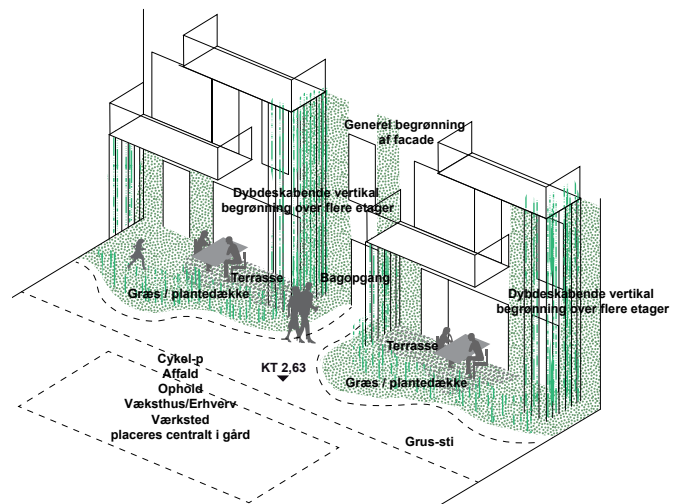 Generel begrønning
af facade
Dybdeskabende vertikal
begrønning over flere etager
Terrasse
Bagopgang
Græs / plantedække
Dybdeskabende vertikal
begrønning over flere etager
Terrasse
Græs / plantedække
Cykel-p
Affald
Ophold
Væksthus/Erhverv
Værksted
placeres centralt i gård
KT 2,63
Grus-sti